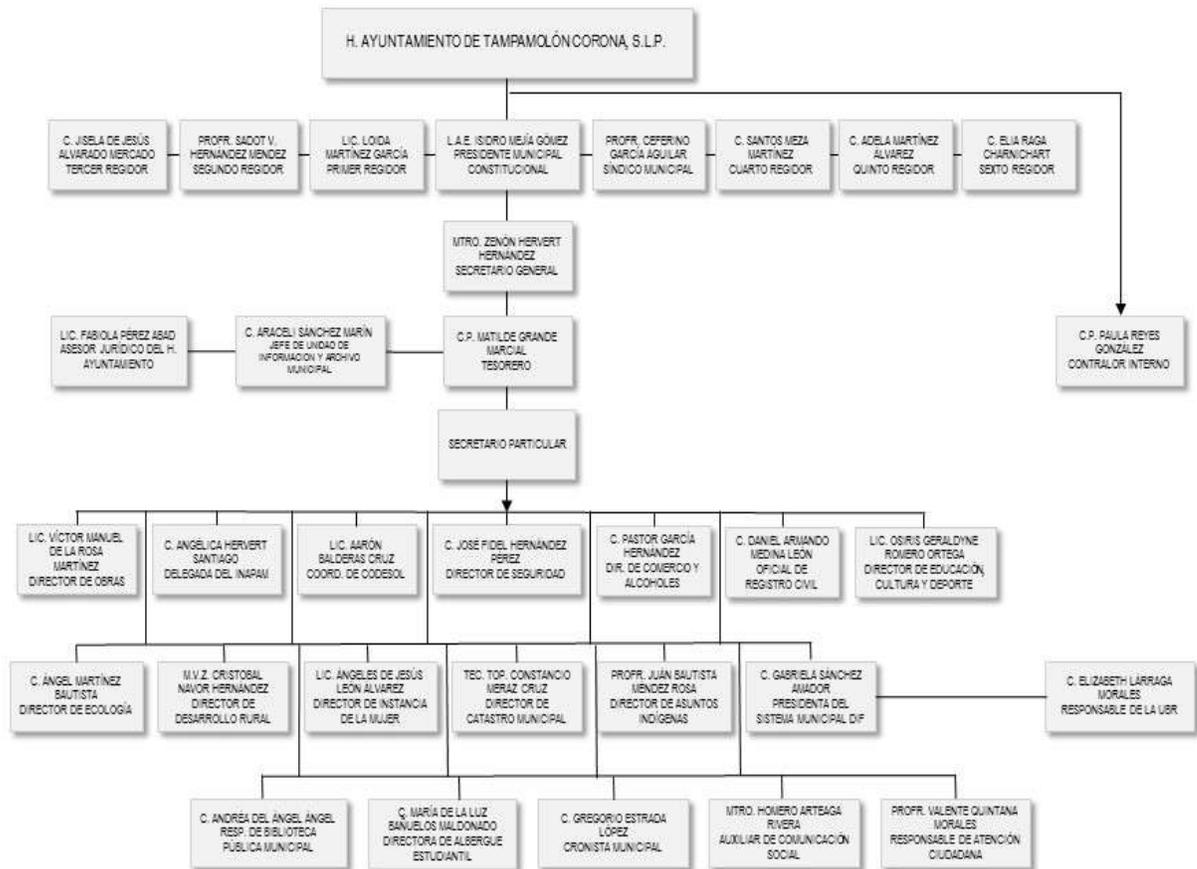 H. AYUNTAMIENTO DE TAMPAMOLÓN CORONA, S.L.P.
C. JISELA DE JESÚS
ALVARADO MERCADO
TERCER REGIDOR
PROFR. SADOT V.
HERNÁNDEZ MENDEZ
SEGUNDO REGIDOR
LIC. LOIDA
MARTÍNEZ GARCÍA
PRIMER REGIDOR
L.A.E. ISIDRO MEJÍA GÓMEZ
PRESIDENTE MUNICIPAL
CONSTITUCIONAL
PROFR. CEFERINO
GARCÍA AGUILAR
SÍNDICO MUNICIPAL
C. SANTOS MEZA
MARTÍNEZ
CUARTO REGIDOR
C. ADELA MARTÍNEZ
ALVAREZ
QUINTO REGIDOR
C. ELIA RAGA
CHARNICHART
SEXTO REGIDOR
MTRO. ZENÓN HERVERT
HERNÁNDEZ
SECRETARIO GENERAL
LIC. FABIOLA PÉREZ ABAD
ASESOR JURÍDICO DEL H.
AYUNTAMIENTO
C. ARACELI SÁNCHEZ MARÍN
JEFE DE UNIDAD DE
INFORMACION Y ARCHIVO
MUNICIPAL
C.P. MATILDE GRANDE
MARCIAL
TESORERO
C.P. PAULA REYES
GONZÁLEZ
CONTRALOR INTERNO
SECRETARIO PARTICULAR
LIC. VÍCTOR MANUEL
DE LA ROSA
MARTÍNEZ
DIRECTOR DE OBRAS
C. ANGÉLICA HERVERT
SANTIAGO
DELEGADA DEL INAPAM
LIC. AARÓN
BALDERAS CRUZ
COORD. DE CODESOL
C. JOSÉ FIDEL HERNÁNDEZ
PÉREZ
DIRECTOR DE SEGURIDAD
C. PASTOR GARCÍA
HERNÁNDEZ
DIR. DE COMERCIO Y
ALCOHOLES
C. DANIEL ARMANDO
MEDINA LEÓN
OFICIAL DE
REGISTRO CIVIL
LIC. OSIRIS GERALDYNE
ROMERO ORTEGA
DIRECTOR DE EDUCACIÓN,
CULTURA Y DEPORTE
C. ÁNGEL MARTÍNEZ
BAUTISTA
DIRECTOR DE ECOLOGÍA
M.V.Z. CRISTOBAL
NAVOR HERNÁNDEZ
DIRECTOR DE
DESARROLLO RURAL
LIC. ÁNGELES DE JESÚS
LEON ALVAREZ
DIRECTOR DE INSTANCIA
DE LA MUJER
TEC. TOP. CONSTANCIO
MERAZ CRUZ
DIRECTOR DE
CATASTRO MUNICIPAL
PROFR. JUÁN BAUTISTA
MENDEZ ROSA
DIRECTOR DE ASUNTOS
INDÍGENAS
C. GABRIELA SÁNCHEZ
AMADOR
PRESIDENTA DEL
SISTEMA MUNICIPAL DIF
C. ELIZABETH LÁRRAGA
MORALES
RESPONSABLE DE LA UBR
C. ANDRÉA DEL ÁNGEL ÁNGEL
RESP. DE BIBLIOTECA
PÚBLICA MUNICIPAL
C. MARÍA DE LA LUZ
BAÑUELOS MALDONADO
DIRECTORA DE ALBERGUE
ESTUDIANTIL
C. GREGORIO ESTRADA
LÓPEZ
CRONISTA MUNICIPAL
MTRO. HOMERO ARTEAGA
RIVERA
AUXILIAR DE COMUNICACIÓN
SOCIAL
PROFR. VALENTE QUINTANA
MORALES
RESPONSABLE DE ATENCIÓN
CIUDADANA